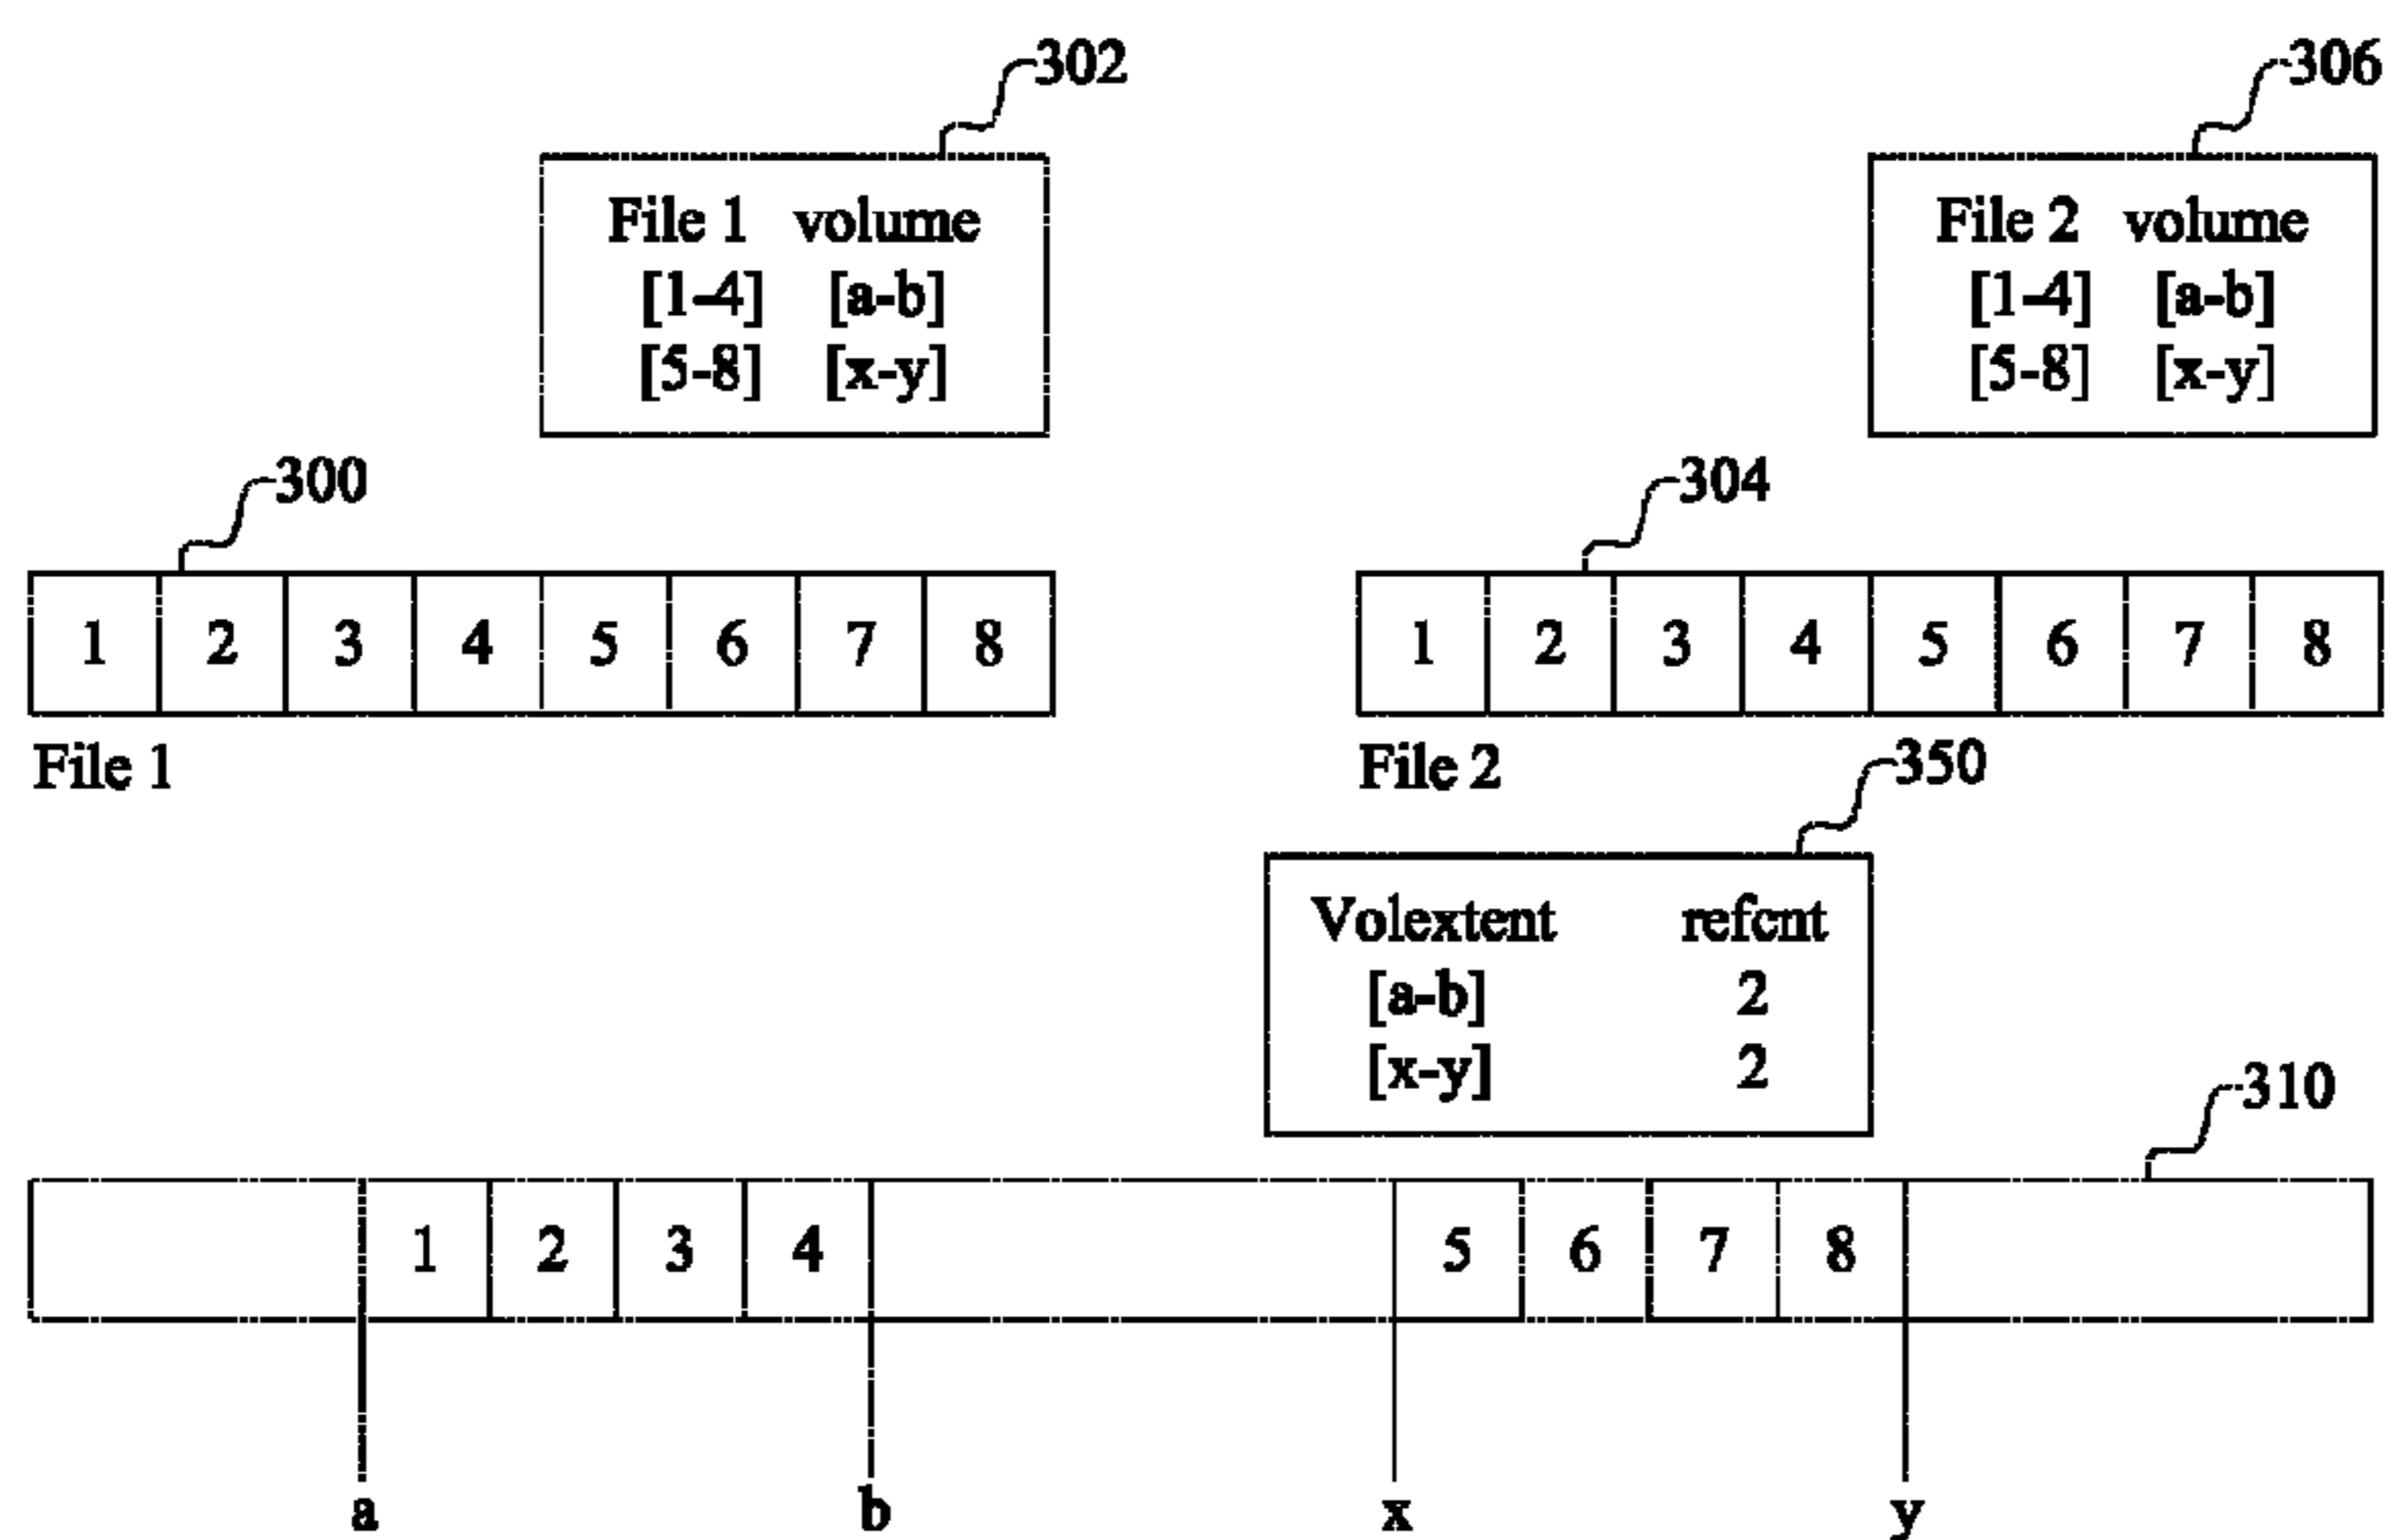 302
306
File 1 volume
[1-4] [a-b]
[5-8] [x-y]
File 2 volume
[1-4] [a-b]
[5-8] [x-y]
300
304
1 2 3 4 5 6 7 8
1 2 3 4 5 6 7 8
File 1
File 2
350
Volextent refcnt
[a-b] 2
[x-y] 2
310
1 2 3 4 5 6 7 8
a b x y